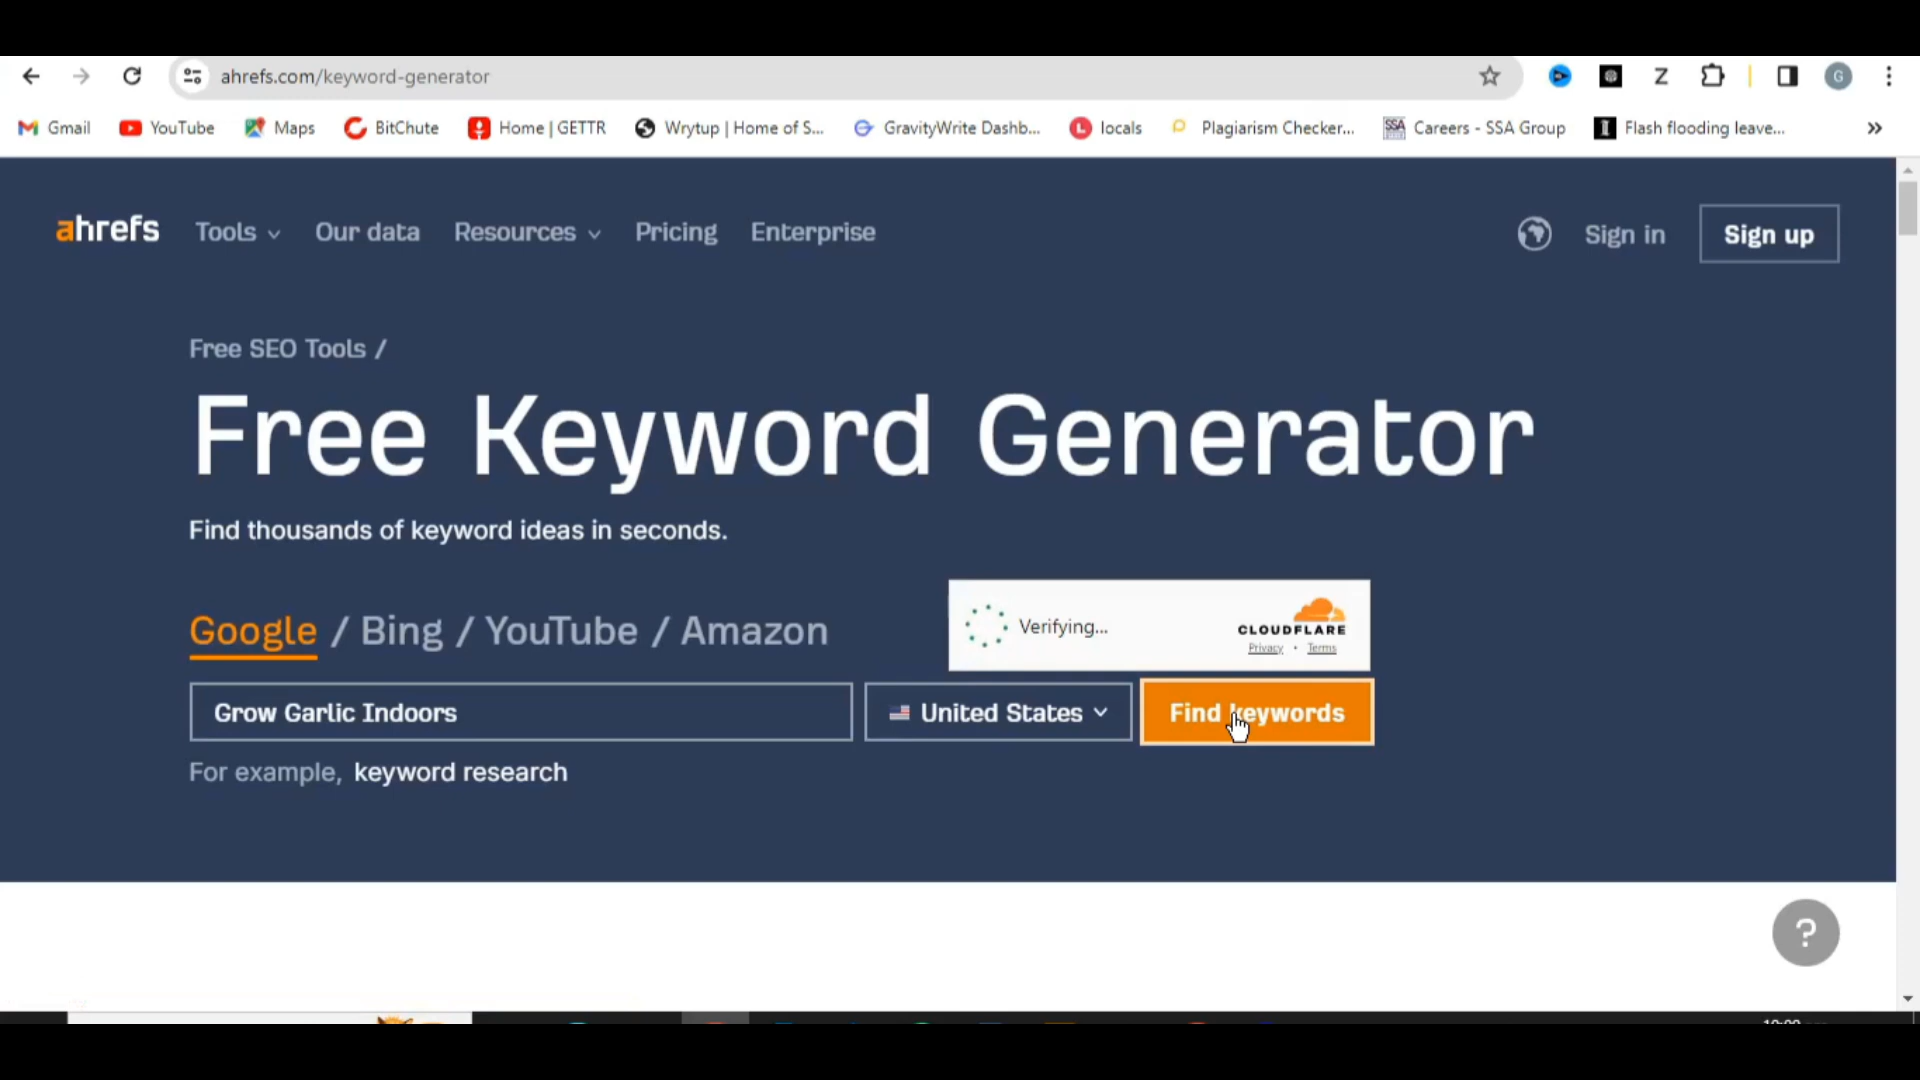 ahrefs.com/keyword-generator
G
Gmail YouTube Maps BitChute Home | GETTR Wrytup | Home of S... GravityWrite Dashb... locals Plagiarism Checker... Careers - SSA Group Flash flooding leave... »
ahrefs Tools Our data Resources Pricing Enterprise Sign in Sign up
Free SEO Tools /
Free Keyword Generator
Find thousands of keyword ideas in seconds.
Google / Bing / YouTube / Amazon
Verifying...
CLOUDFLARE
Privacy • Terms
Grow Garlic Indoors United States Find keywords
For example, keyword research
?